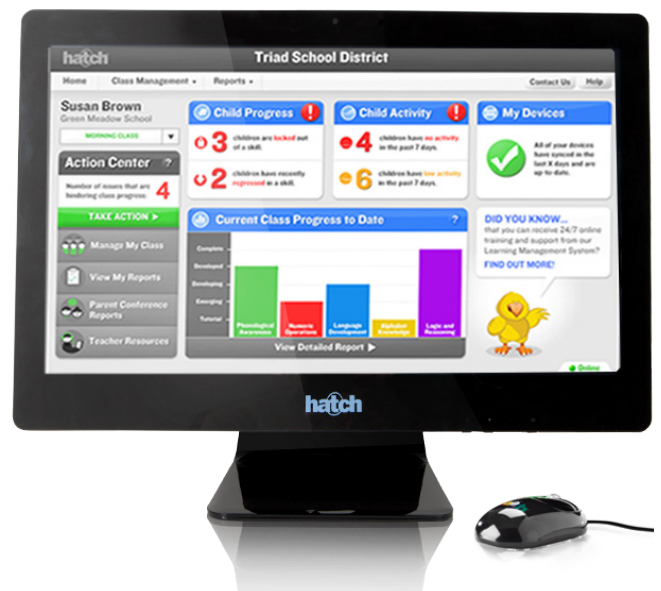 hatch
Triad School District
Home Class Management Reports Contact Us Help
Susan Brown
Green Meadow School
MORNING CLASS
Action Center ?
Number of issues that are
hindering class progress:
4
TAKE ACTION
Manage My Class
View My Reports
Parent Conference
Reports
Teacher Resources
Child Progress !
3 children are locked out
of a skill.
2 children have recently
regressed in a skill.
Child Activity !
4 children have no activity
in the past 7 days.
6 children have low activity
in the past 7 days.
My Devices
All of your devices
have synced in the
last X days and are
up-to-date.
Current Class Progress to Date ?
Complete
Developed
Developing
Emerging
Tutorial
Phonological
Awareness
Numeric
Operations
Language
Development
Alphabet
Knowledge
Logic and
Reasoning
View Detailed Report
DID YOU KNOW...
that you can receive 24/7 online
training and support from our
Learning Management System?
FIND OUT MORE!
Online
hatch